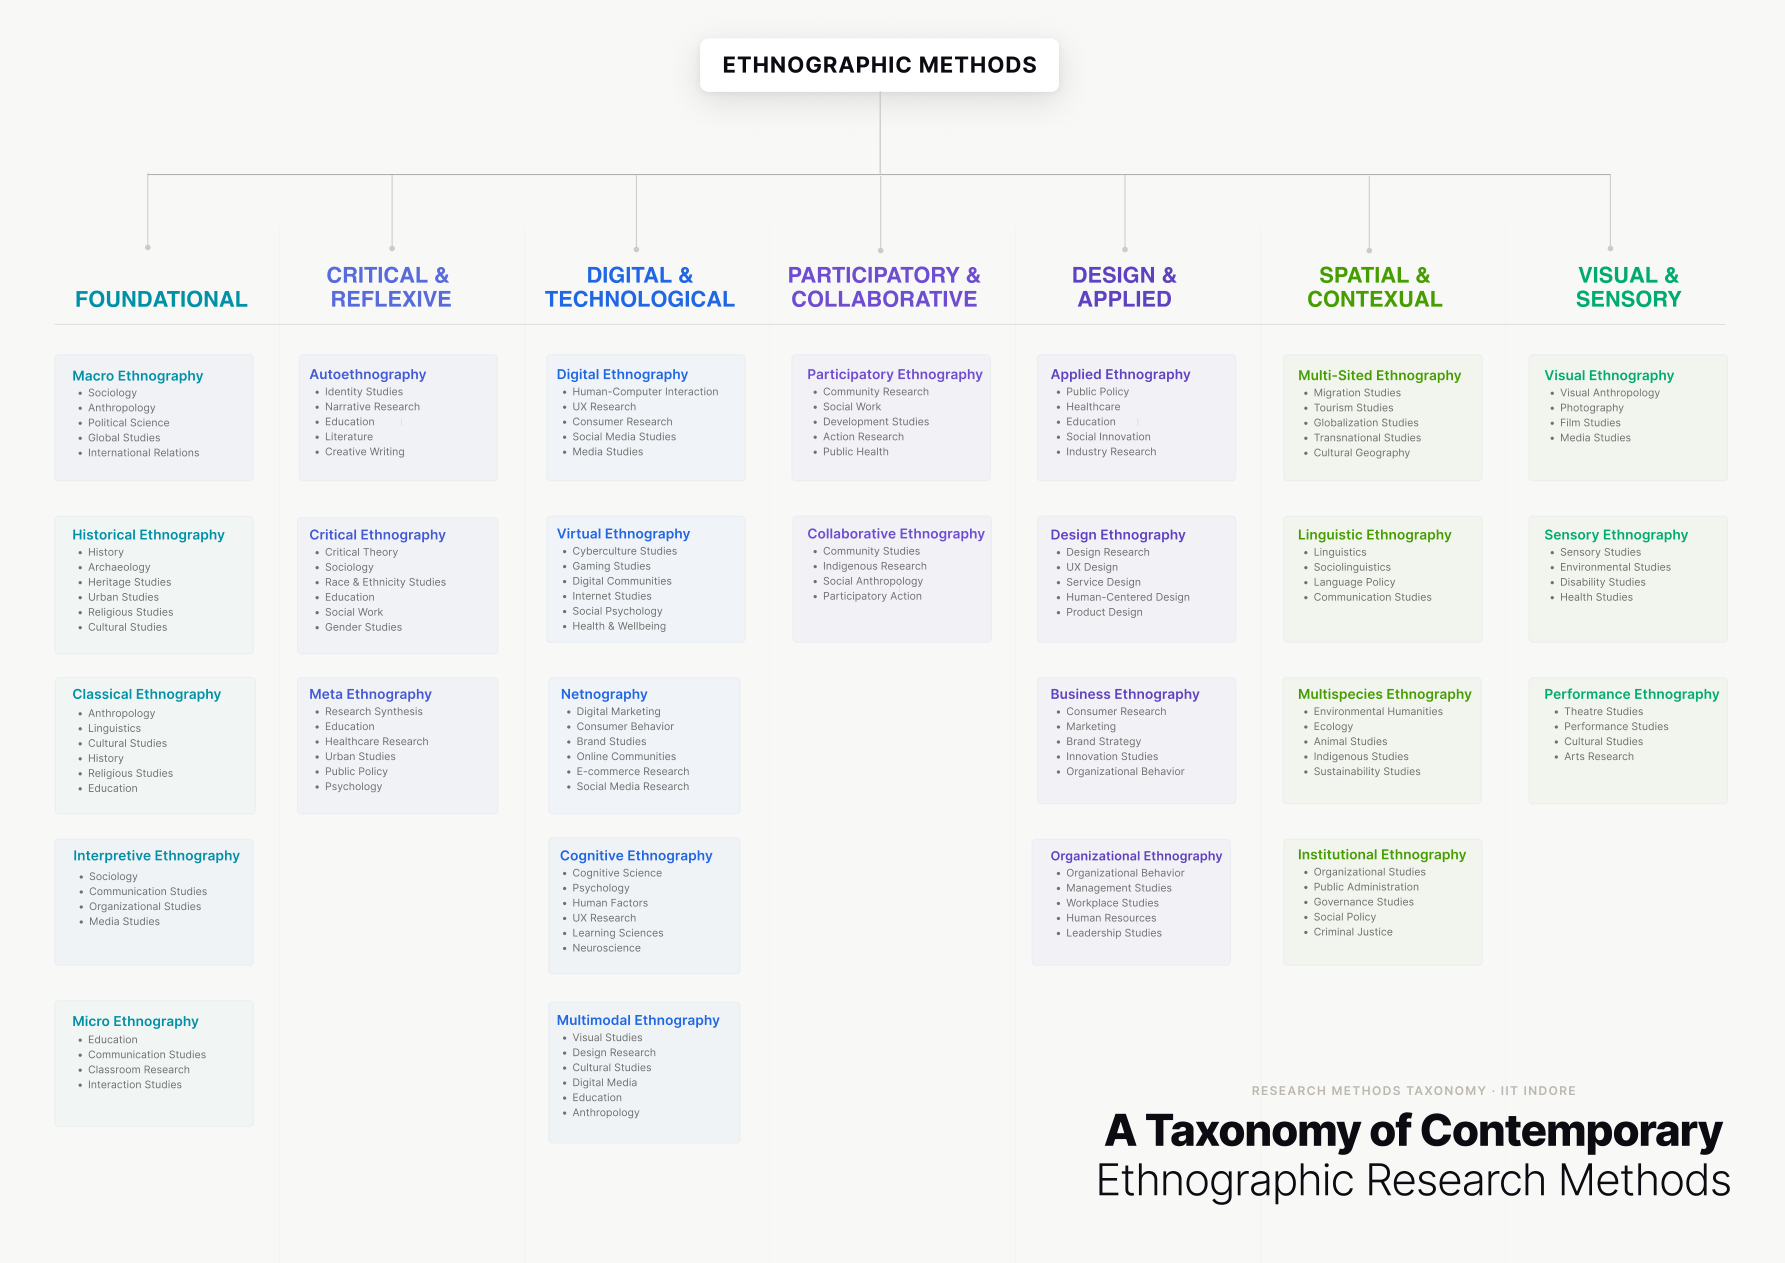 ETHNOGRAPHIC METHODS
FOUNDATIONAL
Macro Ethnography
• Sociology
• Anthropology
• Political Science
• Global Studies
• International Relations
Historical Ethnography
• History
• Archaeology
• Heritage Studies
• Urban Studies
• Religious Studies
• Cultural Studies
Classical Ethnography
• Anthropology
• Linguistics
• Cultural Studies
• History
• Religious Studies
• Education
Interpretive Ethnography
• Sociology
• Communication Studies
• Organizational Studies
• Media Studies
Micro Ethnography
• Education
• Communication Studies
• Classroom Research
• Interaction Studies
CRITICAL &
REFLEXIVE
Autoethnography
• Identity Studies
• Narrative Research
• Education
• Literature
• Creative Writing
Critical Ethnography
• Critical Theory
• Sociology
• Race & Ethnicity Studies
• Education
• Social Work
• Gender Studies
Meta Ethnography
• Research Synthesis
• Education
• Healthcare Research
• Urban Studies
• Public Policy
• Psychology
DIGITAL &
TECHNOLOGICAL
Digital Ethnography
• Human-Computer Interaction
• UX Research
• Consumer Research
• Social Media Studies
• Media Studies
Virtual Ethnography
• Cyberculture Studies
• Gaming Studies
• Digital Communities
• Internet Studies
• Social Psychology
• Health & Wellbeing
Netnography
• Digital Marketing
• Consumer Behavior
• Brand Studies
• Online Communities
• E-commerce Research
• Social Media Research
Cognitive Ethnography
• Cognitive Science
• Psychology
• Human Factors
• UX Research
• Learning Sciences
• Neuroscience
Multimodal Ethnography
• Visual Studies
• Design Research
• Cultural Studies
• Digital Media
• Education
• Anthropology
PARTICIPATORY &
COLLABORATIVE
Participatory Ethnography
• Community Research
• Social Work
• Development Studies
• Action Research
• Public Health
Collaborative Ethnography
• Community Studies
• Indigenous Research
• Social Anthropology
• Participatory Action
DESIGN &
APPLIED
Applied Ethnography
• Public Policy
• Healthcare
• Education
• Social Innovation
• Industry Research
Design Ethnography
• Design Research
• UX Design
• Service Design
• Human-Centered Design
• Product Design
Business Ethnography
• Consumer Research
• Marketing
• Brand Strategy
• Innovation Studies
• Organizational Behavior
Organizational Ethnography
• Organizational Behavior
• Management Studies
• Workplace Studies
• Human Resources
• Leadership Studies
SPATIAL &
CONTEXUAL
Multi-Sited Ethnography
• Migration Studies
• Tourism Studies
• Globalization Studies
• Transnational Studies
• Cultural Geography
Linguistic Ethnography
• Linguistics
• Sociolinguistics
• Language Policy
• Communication Studies
Multispecies Ethnography
• Environmental Humanities
• Ecology
• Animal Studies
• Indigenous Studies
• Sustainability Studies
Institutional Ethnography
• Organizational Studies
• Public Administration
• Governance Studies
• Social Policy
• Criminal Justice
VISUAL &
SENSORY
Visual Ethnography
• Visual Anthropology
• Photography
• Film Studies
• Media Studies
Sensory Ethnography
• Sensory Studies
• Environmental Studies
• Disability Studies
• Health Studies
Performance Ethnography
• Theatre Studies
• Performance Studies
• Cultural Studies
• Arts Research
RESEARCH METHODS TAXONOMY · IIT INDORE
A Taxonomy of Contemporary
Ethnographic Research Methods